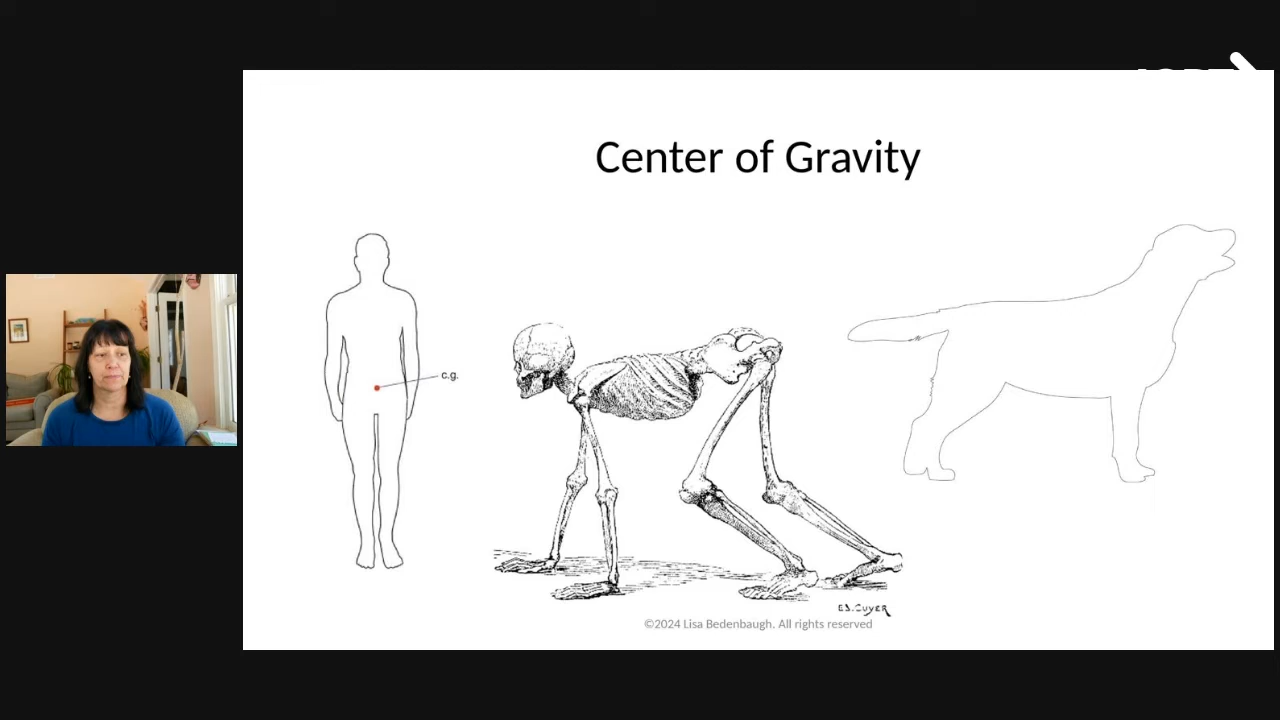 Center of Gravity
c.g.
E.S. CUYER
©2024 Lisa Bedenbaugh. All rights reserved